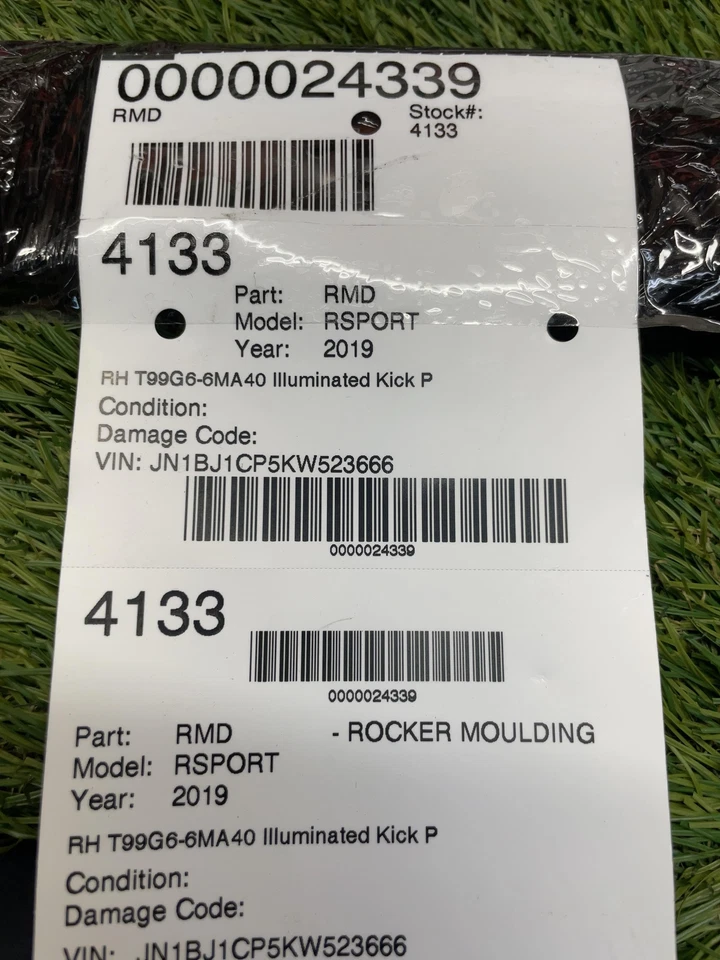 0000024339
RMD
Stock#:
4133
4133
Part: RMD
Model: RSPORT
Year: 2019
RH T99G6-6MA40 Illuminated Kick P
Condition:
Damage Code:
VIN: JN1BJ1CP5KW523666
0000024339
4133
0000024339
Part: RMD - ROCKER MOULDING
Model: RSPORT
Year: 2019
RH T99G6-6MA40 Illuminated Kick P
Condition:
Damage Code:
VIN: JN1BJ1CP5KW523666